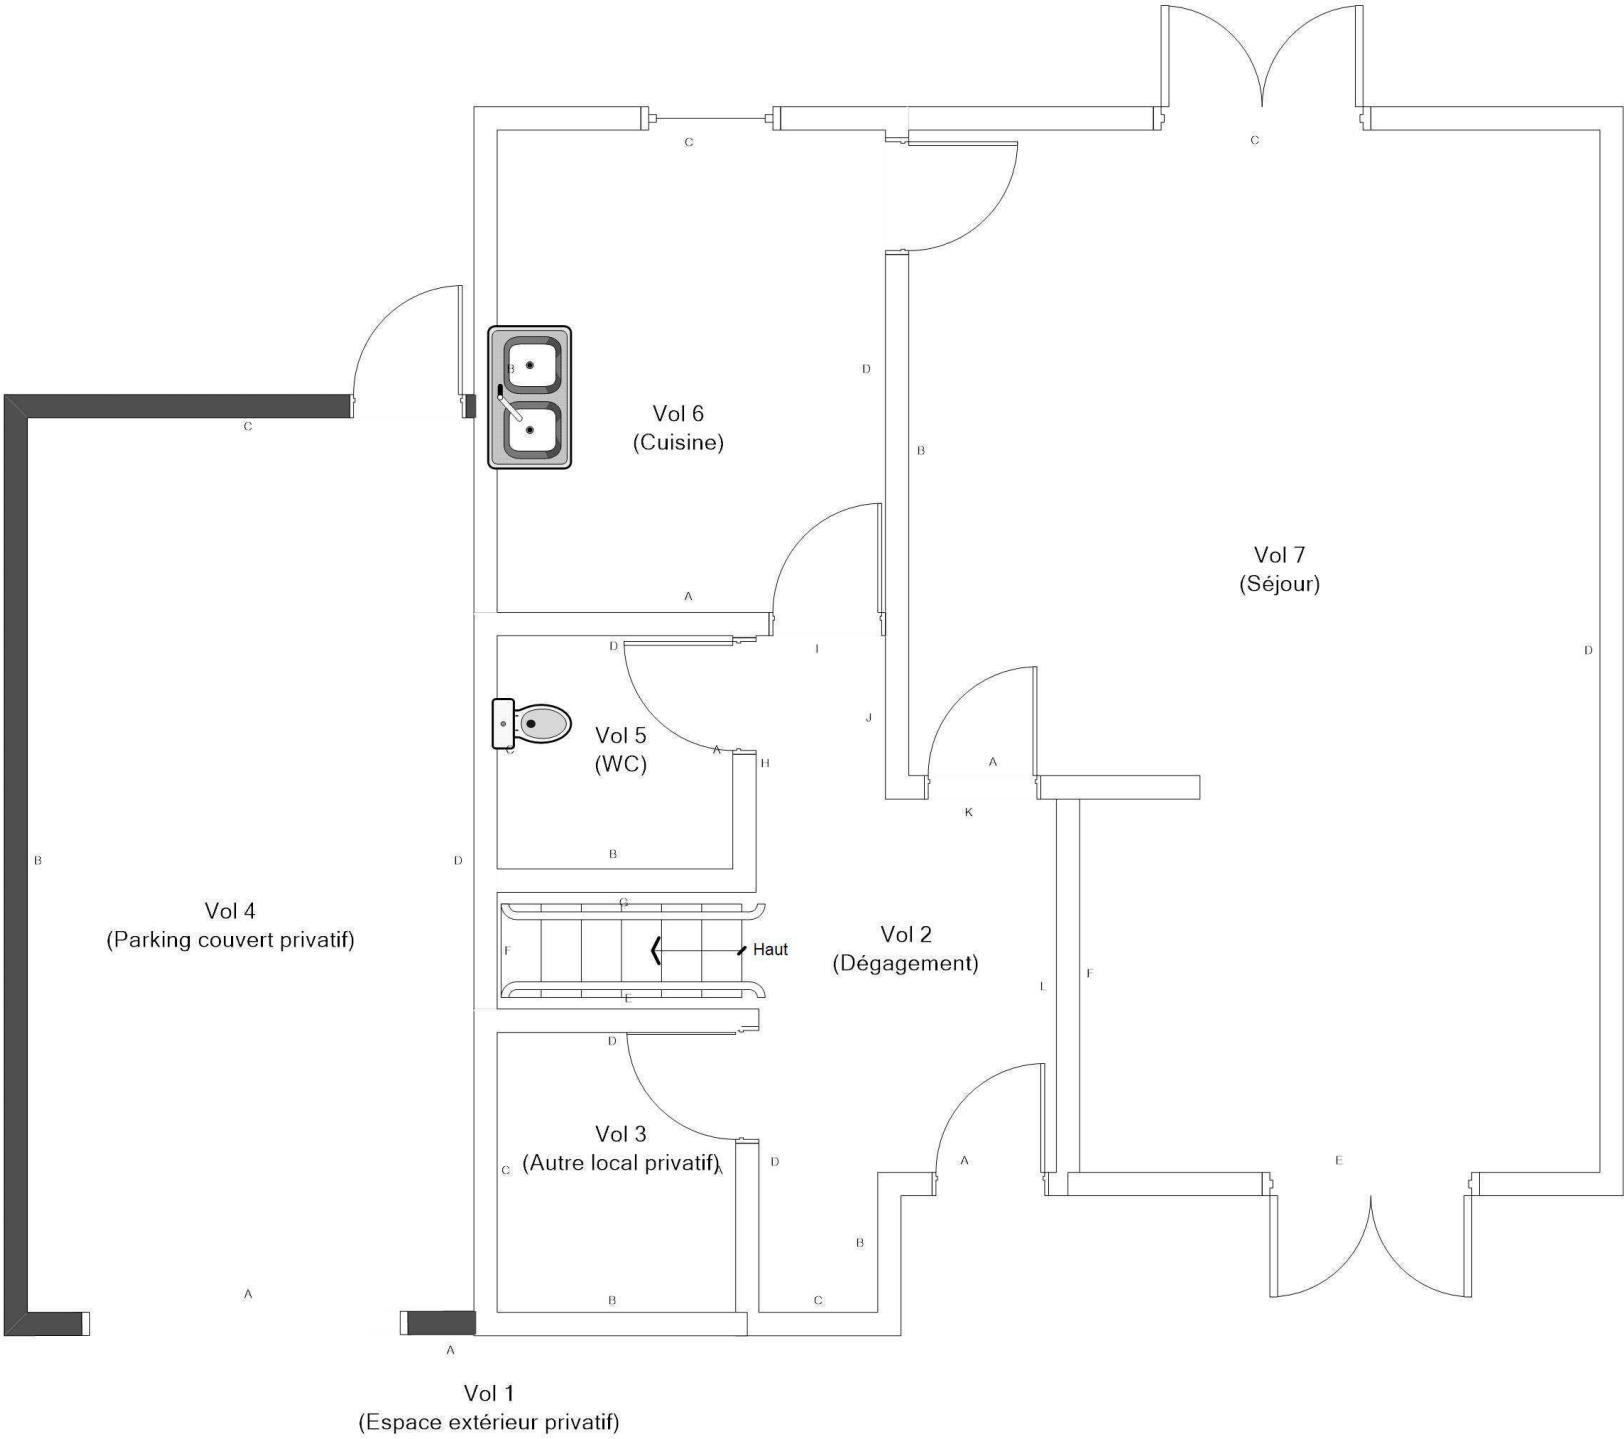 C
C
B
D
Vol 6
(Cuisine)
C
B
Vol 7
(Séjour)
A
D
I
D
J
C
Vol 5
(WC)
A
H
A
K
B
D
B
G
Vol 4
(Parking couvert privatif)
F
Haut
Vol 2
(Dégagement)
E
L
F
D
Vol 3
(Autre local privatif)
C
A
D
A
E
B
A
B
C
A
Vol 1
(Espace extérieur privatif)